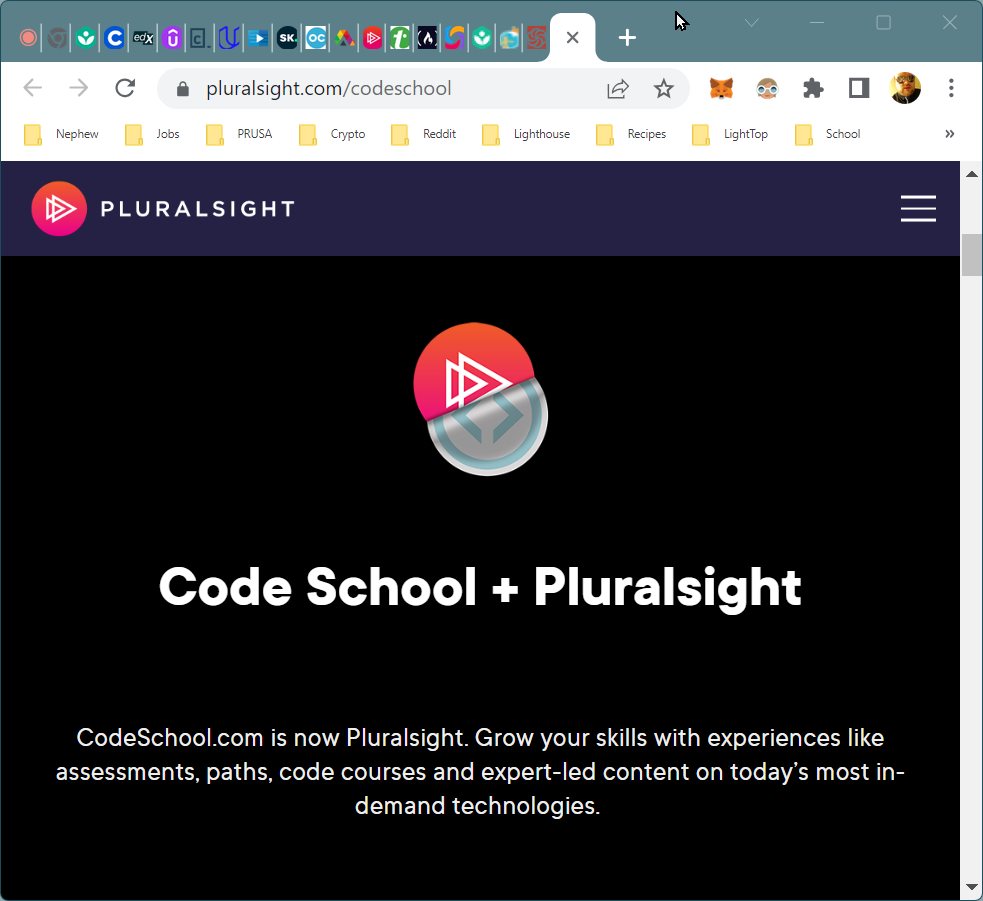 edX
SK.
OC
pluralsight.com/codeschool
Nephew Jobs PRUSA Crypto Reddit Lighthouse Recipes LightTop School »
PLURALSIGHT
Code School + Pluralsight
CodeSchool.com is now Pluralsight. Grow your skills with experiences like
assessments, paths, code courses and expert-led content on today’s most in-
demand technologies.